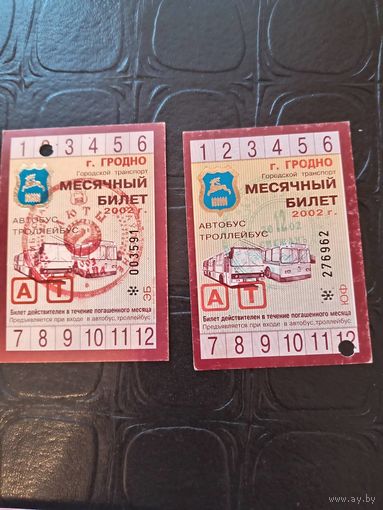 1 2 3 4 5 6
г. ГРОДНО
Городской транспорт
МЕСЯЧНЫЙ
БИЛЕТ
2002 г.
АВТОБУС
ТРОЛЛЕЙБУС
А Т
* 003591
ЭБ
Билет действителен в течение погашенного месяца
Предъявляется при входе в автобус, троллейбус
7 8 9 10 11 12
1 2 3 4 5 6
г. ГРОДНО
Городской транспорт
МЕСЯЧНЫЙ
БИЛЕТ
2002 г.
АВТОБУС
ТРОЛЛЕЙБУС
12
А Т
* 276962
ЮФ
Билет действителен в течение погашенного месяца
Предъявляется при входе в автобус, троллейбус
7 8 9 10 11 12
www.ay.by